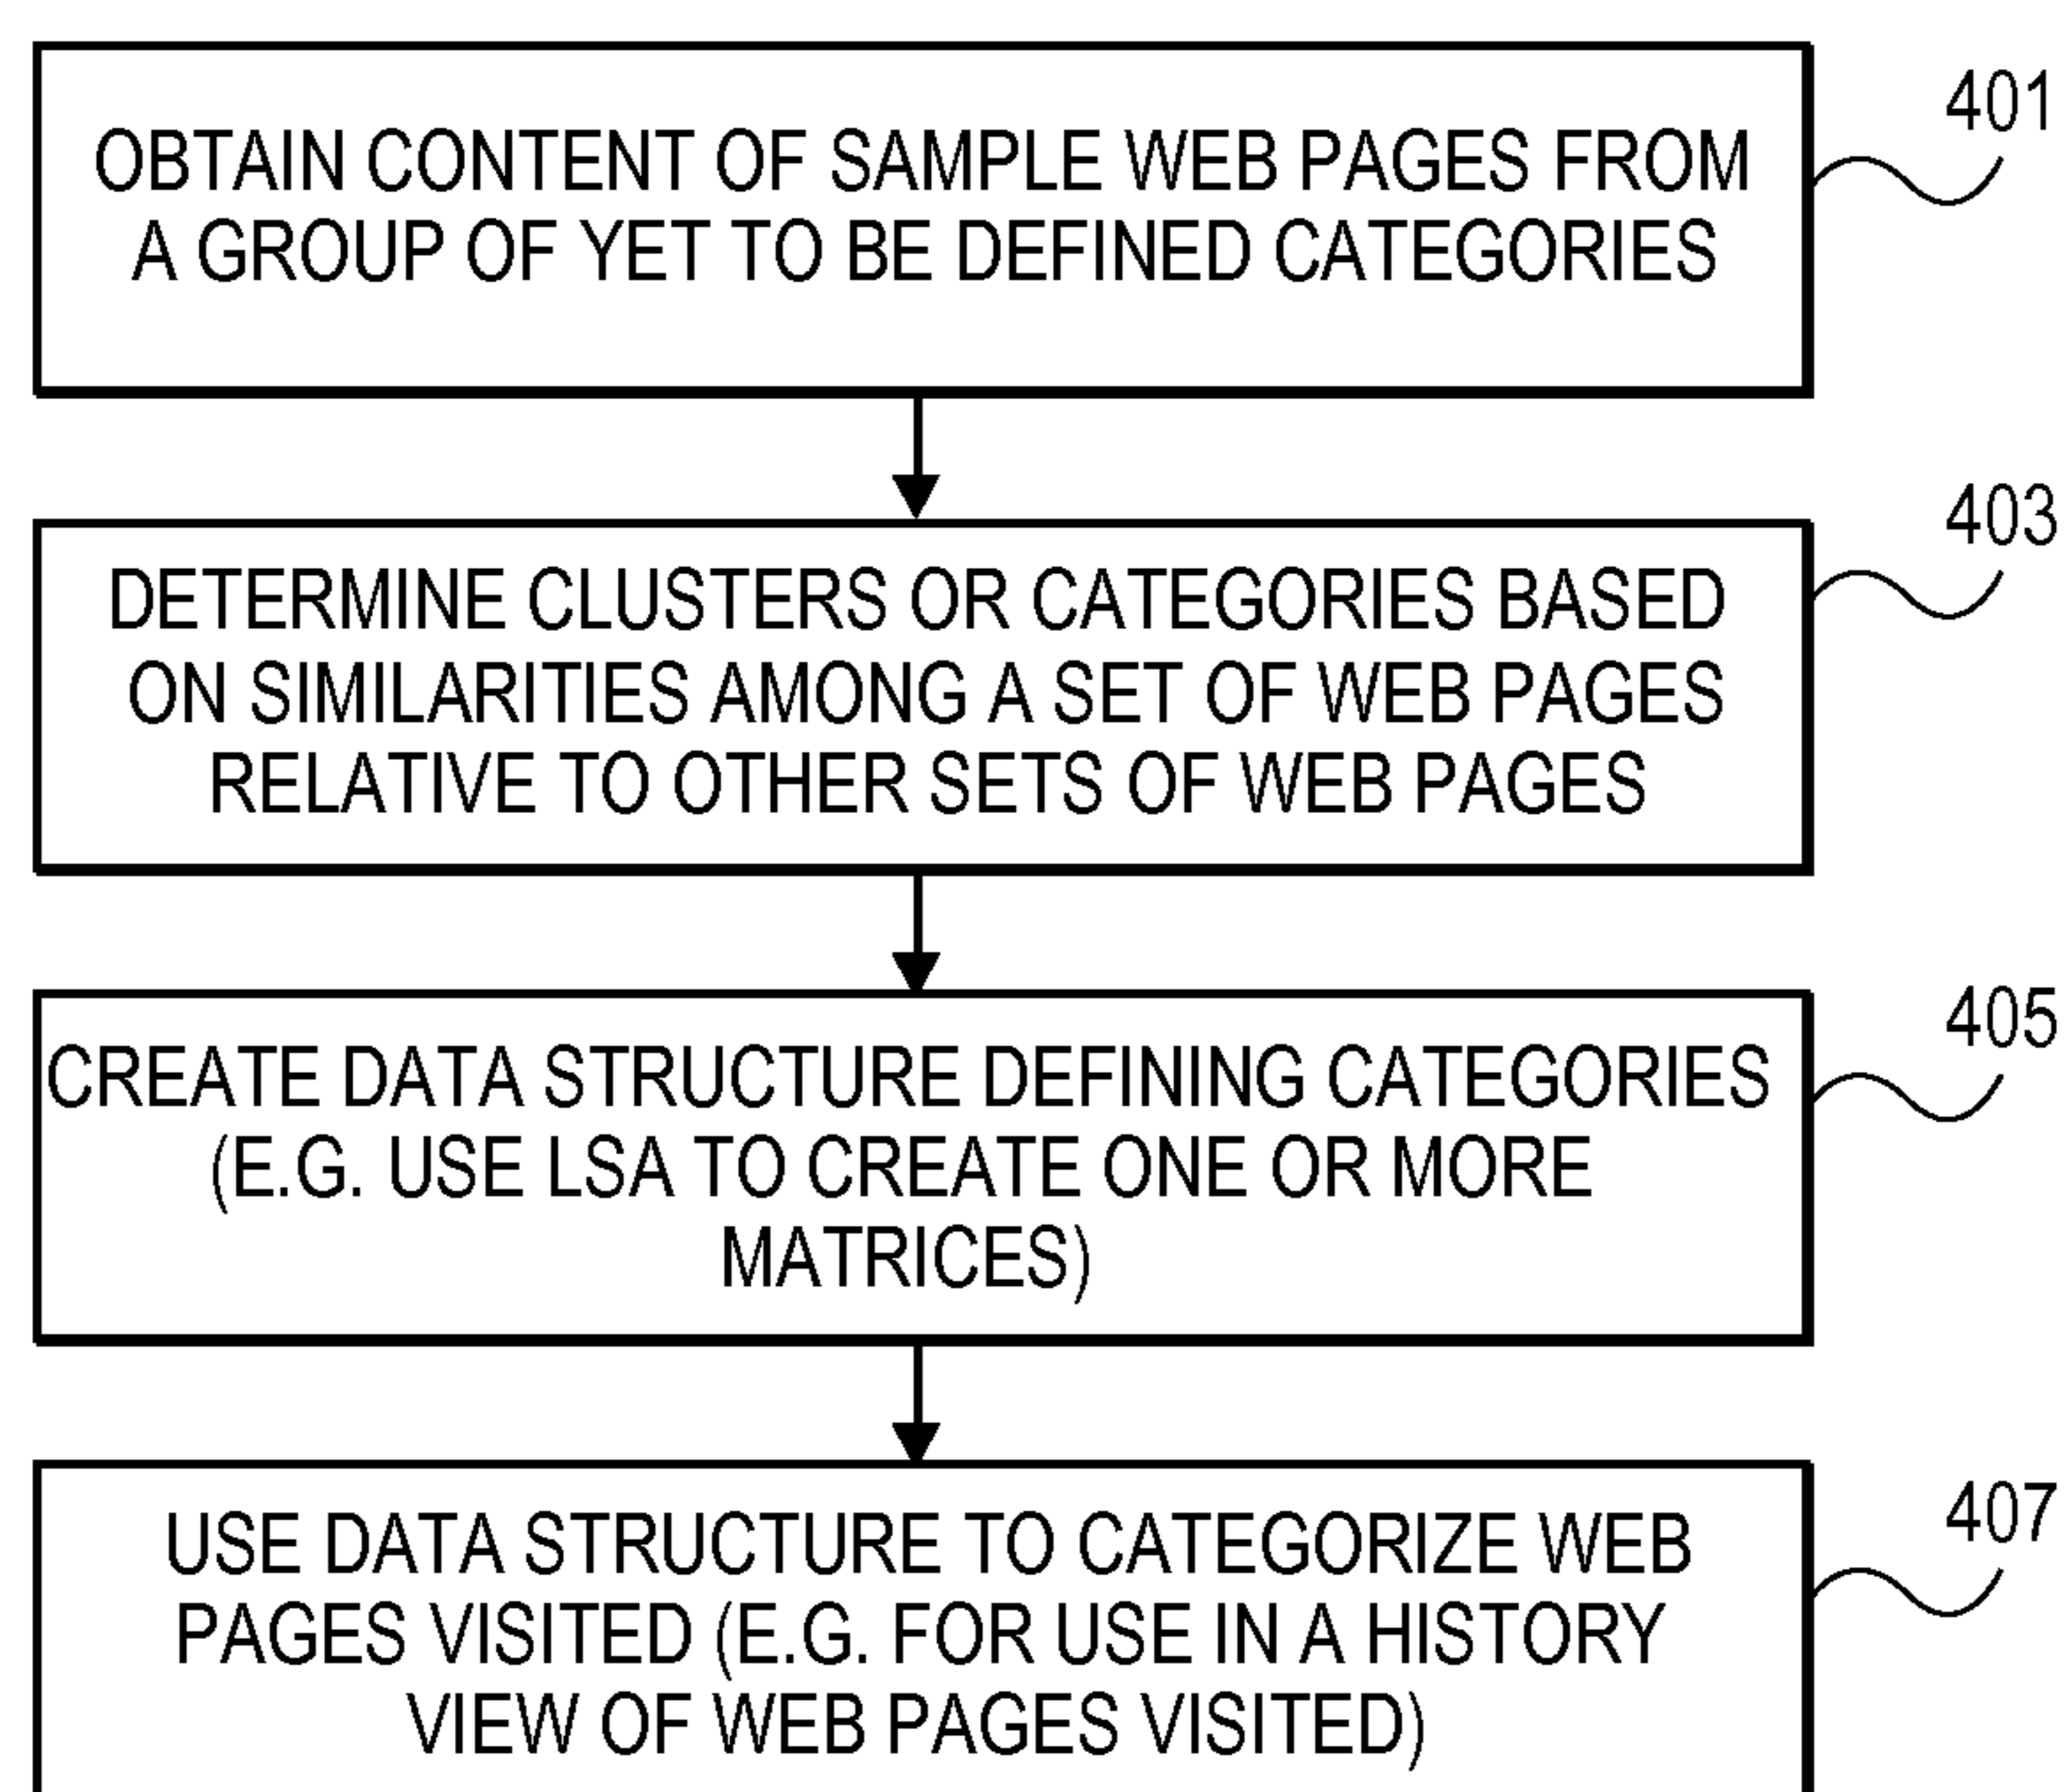 401
OBTAIN CONTENT OF SAMPLE WEB PAGES FROM
A GROUP OF YET TO BE DEFINED CATEGORIES
403
DETERMINE CLUSTERS OR CATEGORIES BASED
ON SIMILARITIES AMONG A SET OF WEB PAGES
RELATIVE TO OTHER SETS OF WEB PAGES
405
CREATE DATA STRUCTURE DEFINING CATEGORIES
(E.G. USE LSA TO CREATE ONE OR MORE
MATRICES)
407
USE DATA STRUCTURE TO CATEGORIZE WEB
PAGES VISITED (E.G. FOR USE IN A HISTORY
VIEW OF WEB PAGES VISITED)